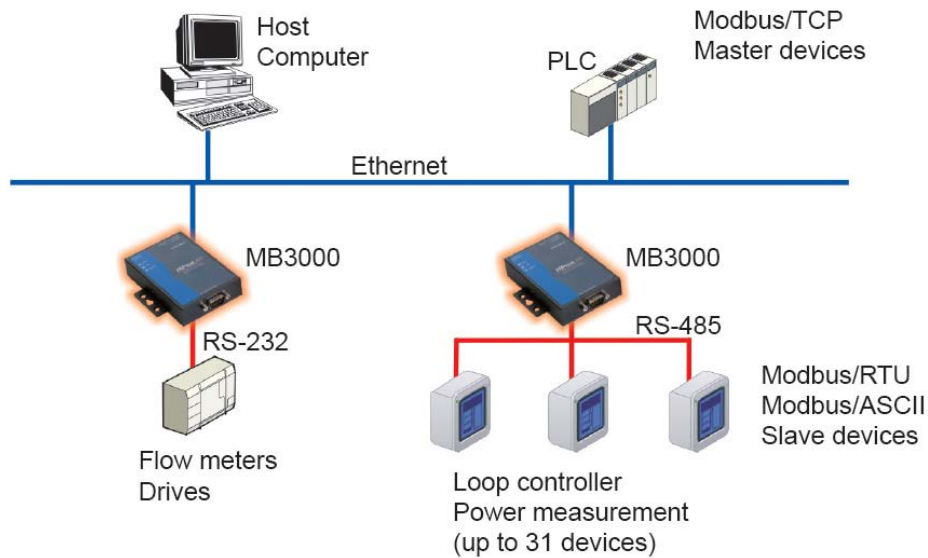 Host
Computer
PLC
Modbus/TCP
Master devices
Ethernet
MB3000
MB3000
RS-232
RS-485
Flow meters
Drives
Modbus/RTU
Modbus/ASCII
Slave devices
Loop controller
Power measurement
(up to 31 devices)